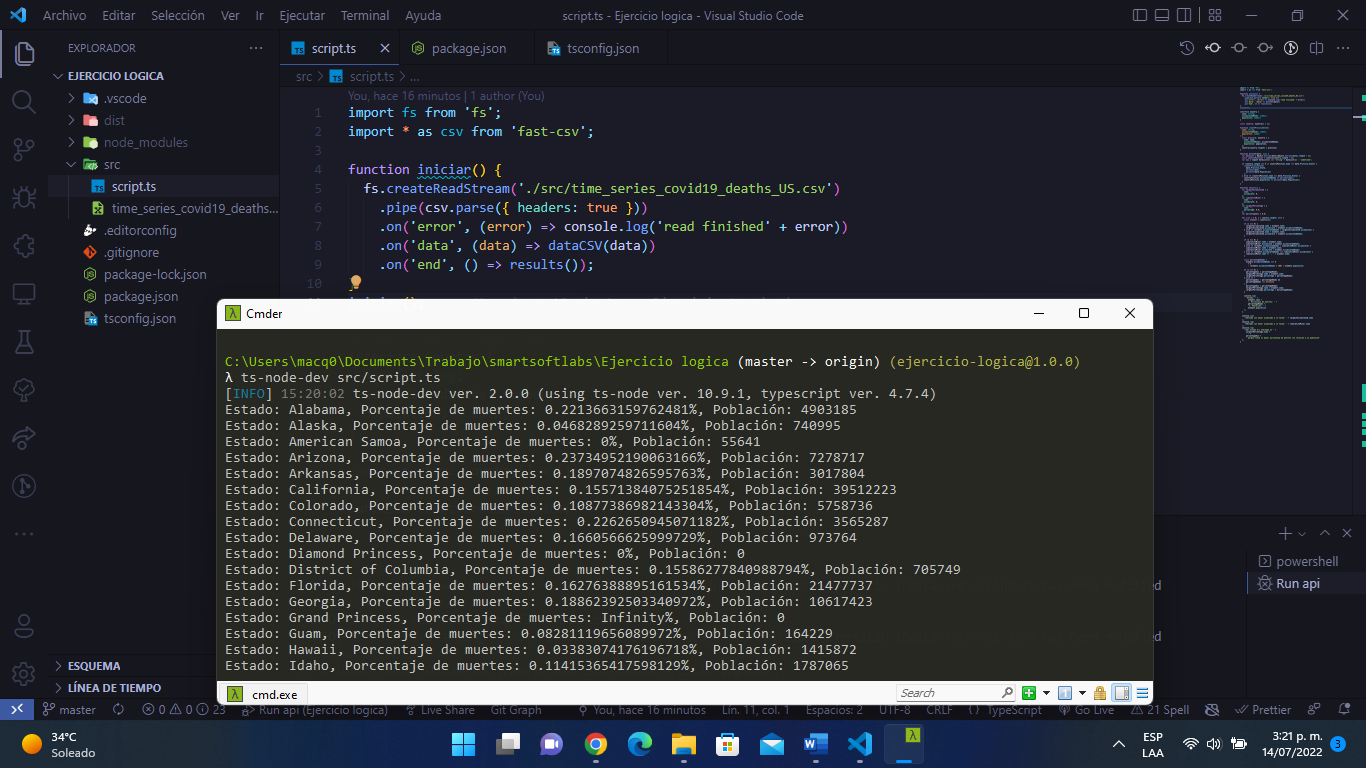 Archivo Editar Selección Ver Ir Ejecutar Terminal Ayuda
script.ts - Ejercicio logica - Visual Studio Code
EXPLORADOR
EJERCICIO LOGICA
.vscode
dist
node_modules
src
script.ts
time_series_covid19_deaths...
.editorconfig
.gitignore
package-lock.json
package.json
tsconfig.json
ESQUEMA
LÍNEA DE TIEMPO
script.ts package.json tsconfig.json
src > script.ts > ...
You, hace 16 minutos | 1 author (You)
1 import fs from 'fs';
2 import * as csv from 'fast-csv';
3
4 function iniciar() {
5 fs.createReadStream('./src/time_series_covid19_deaths_US.csv')
6 .pipe(csv.parse({ headers: true }))
7 .on('error', (error) => console.log('read finished' + error))
8 .on('data', (data) => dataCSV(data))
9 .on('end', () => results());
10 }
powershell
Run api
Cmder
C:\Users\macq0\Documents\Trabajo\smartsoftlabs\Ejercicio logica (master -> origin) (ejercicio-logica@1.0.0)
λ ts-node-dev src/script.ts
[INFO] 15:20:02 ts-node-dev ver. 2.0.0 (using ts-node ver. 10.9.1, typescript ver. 4.7.4)
Estado: Alabama, Porcentaje de muertes: 0.2213663159762481%, Población: 4903185
Estado: Alaska, Porcentaje de muertes: 0.0468289259711604%, Población: 740995
Estado: American Samoa, Porcentaje de muertes: 0%, Población: 55641
Estado: Arizona, Porcentaje de muertes: 0.23734952190063166%, Población: 7278717
Estado: Arkansas, Porcentaje de muertes: 0.1897074826595763%, Población: 3017804
Estado: California, Porcentaje de muertes: 0.15571384075251854%, Población: 39512223
Estado: Colorado, Porcentaje de muertes: 0.10877386982143304%, Población: 5758736
Estado: Connecticut, Porcentaje de muertes: 0.2262650945071182%, Población: 3565287
Estado: Delaware, Porcentaje de muertes: 0.1660566625999729%, Población: 973764
Estado: Diamond Princess, Porcentaje de muertes: 0%, Población: 0
Estado: District of Columbia, Porcentaje de muertes: 0.15586277840988794%, Población: 705749
Estado: Florida, Porcentaje de muertes: 0.16276388895161534%, Población: 21477737
Estado: Georgia, Porcentaje de muertes: 0.18862392503340972%, Población: 10617423
Estado: Grand Princess, Porcentaje de muertes: Infinity%, Población: 0
Estado: Guam, Porcentaje de muertes: 0.08281119656089972%, Población: 164229
Estado: Hawaii, Porcentaje de muertes: 0.03383074176196718%, Población: 1415872
Estado: Idaho, Porcentaje de muertes: 0.11415365417598129%, Población: 1787065
cmd.exe
Search
master 0 0 23 Run api (Ejercicio logica) Live Share Git Graph You, hace 16 minutos Lín. 11, col. 1 Espacios: 2 UTF-8 CRLF {} TypeScript Go Live 21 Spell Prettier
34°C
Soleado
ESP
LAA
3:21 p. m.
14/07/2022
3